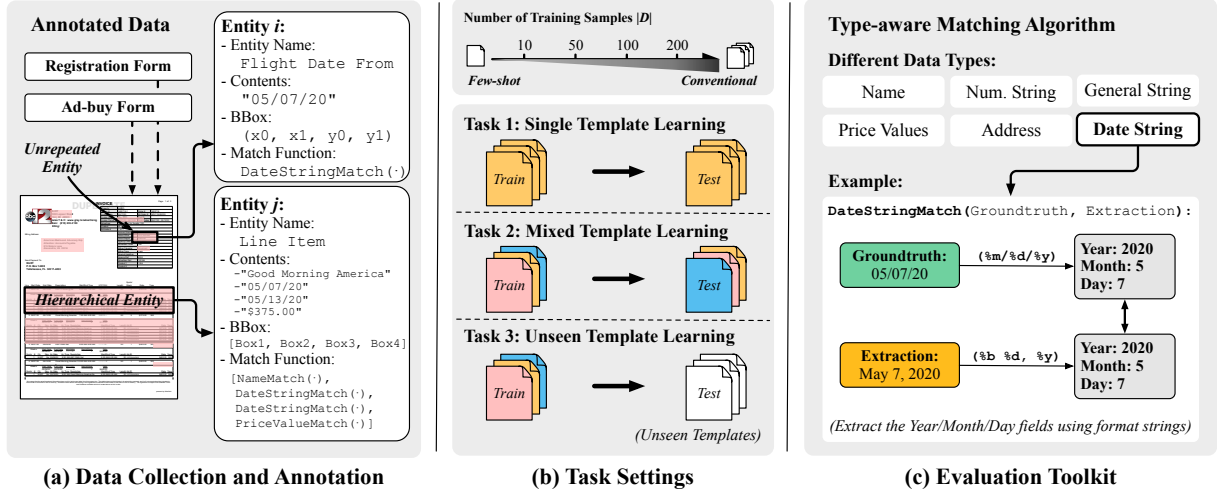 Annotated Data
Registration Form
Ad-buy Form
Unrepeated
Entity
Hierarchical Entity
Entity i:
- Entity Name:
Flight Date From
- Contents:
"05/07/20"
- BBox:
(x0, x1, y0, y1)
- Match Function:
DateStringMatch(·)
Entity j:
- Entity Name:
Line Item
- Contents:
-"Good Morning America"
-"05/07/20"
-"05/13/20"
-"$375.00"
- BBox:
[Box1, Box2, Box3, Box4]
- Match Function:
[NameMatch(·),
DateStringMatch(·),
DateStringMatch(·),
PriceValueMatch(·)]
(a) Data Collection and Annotation
Number of Training Samples |D|
10 50 100 200
Few-shot Conventional
Task 1: Single Template Learning
Train Test
Task 2: Mixed Template Learning
Train Test
Task 3: Unseen Template Learning
Train Test
(Unseen Templates)
(b) Task Settings
Type-aware Matching Algorithm
Different Data Types:
Name Num. String General String
Price Values Address Date String
Example:
DateStringMatch(Groundtruth, Extraction):
Groundtruth:
05/07/20
(%m/%d/%y)
Year: 2020
Month: 5
Day: 7
Extraction:
May 7, 2020
(%b %d, %y)
Year: 2020
Month: 5
Day: 7
(Extract the Year/Month/Day fields using format strings)
(c) Evaluation Toolkit